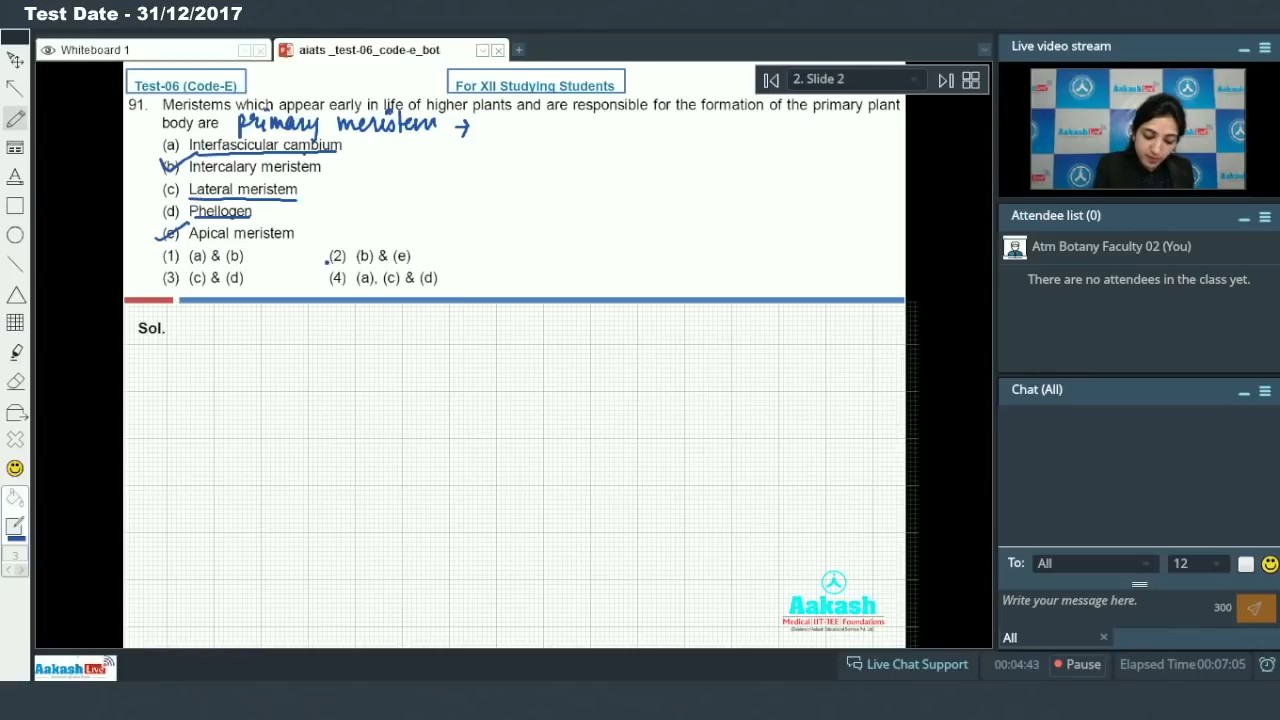 Test Date - 31/12/2017
Whiteboard 1
aiats _test-06_code-e_bot
Live video stream
Test-06 (Code-E)
For XII Studying Students
2. Slide 2
91. Meristems which appear early in life of higher plants and are responsible for the formation of the primary plant
body are primary meristem →
(a) Interfascicular cambium
(b) Intercalary meristem
(c) Lateral meristem
(d) Phellogen
(e) Apical meristem
(1) (a) & (b) (2) (b) & (e)
(3) (c) & (d) (4) (a), (c) & (d)
Sol.
Aakash
Medical|IIT-JEE|Foundations
Aakash
Aakash
Attendee list (0)
Atm Botany Faculty 02 (You)
There are no attendees in the class yet.
Chat (All)
To: All 12
Write your message here.
300
All
3
Aakash Live
Live Chat Support
00:04:43
Pause
Elapsed Time 00:07:05